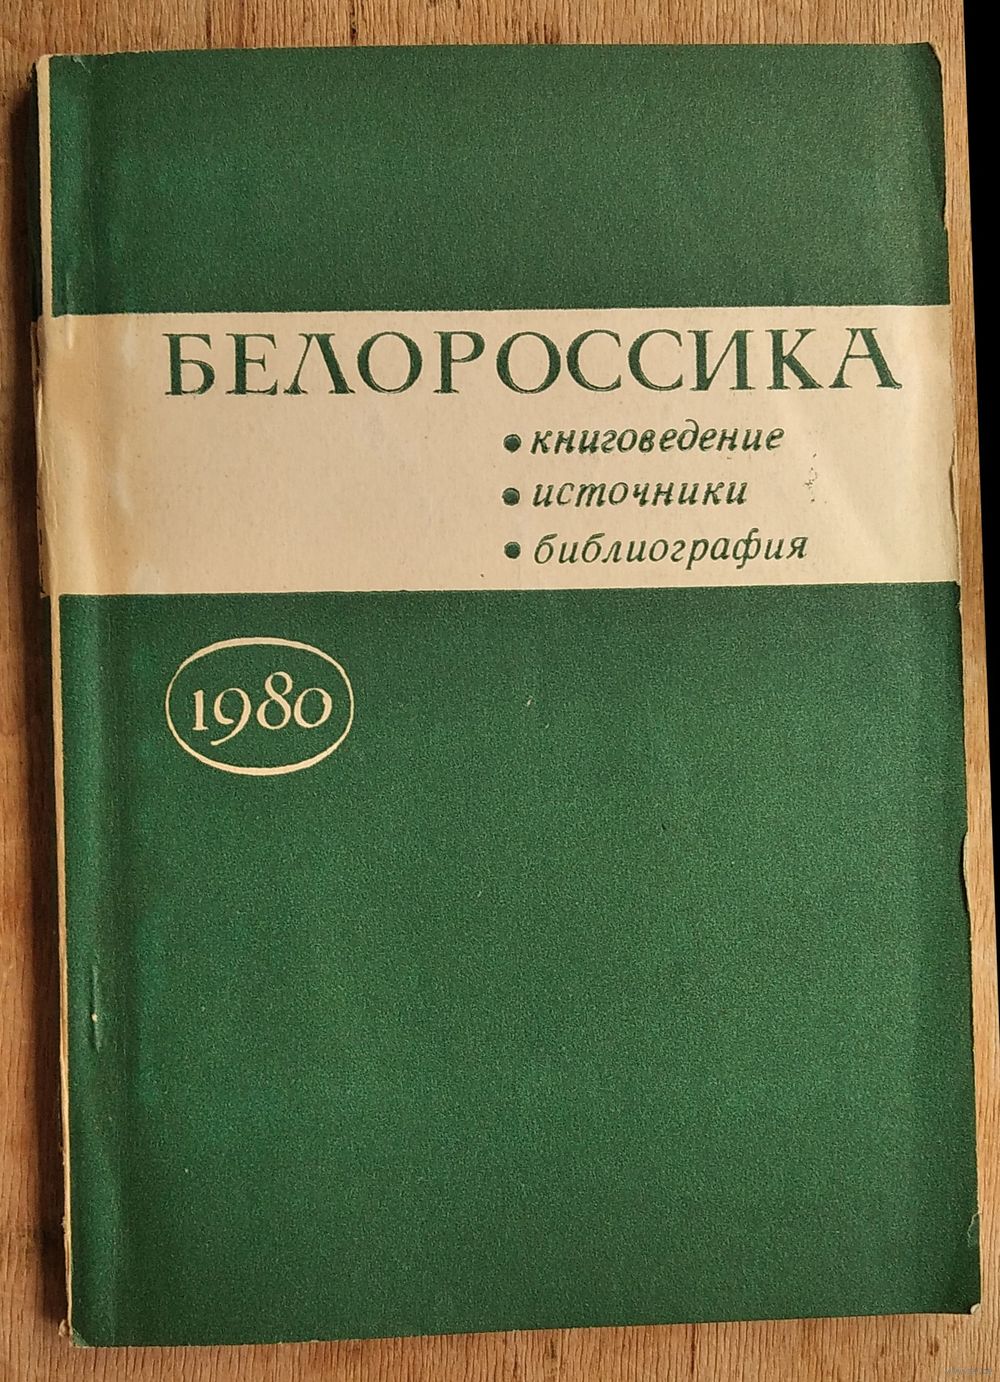 БЕЛОРОССИКА
• книговедение
• источники
• библиография
1980